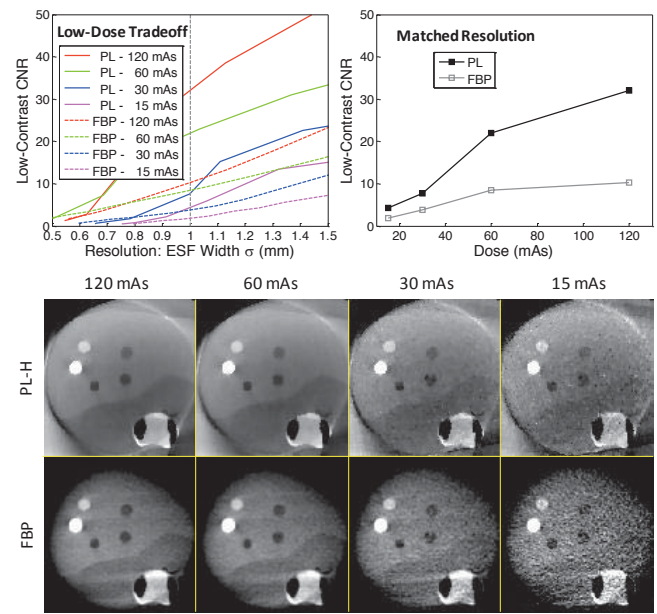 Low-Dose Tradeoff
PL - 120 mAs
PL - 60 mAs
PL - 30 mAs
PL - 15 mAs
FBP - 120 mAs
FBP - 60 mAs
FBP - 30 mAs
FBP - 15 mAs
Low-Contrast CNR
50
40
30
20
10
0
0.5 0.6 0.7 0.8 0.9 1 1.1 1.2 1.3 1.4 1.5
Resolution: ESF Width σ (mm)
Matched Resolution
PL
FBP
Low-Contrast CNR
50
40
30
20
10
0
20 40 60 80 100 120
Dose (mAs)
120 mAs 60 mAs 30 mAs 15 mAs
PL-H
FBP